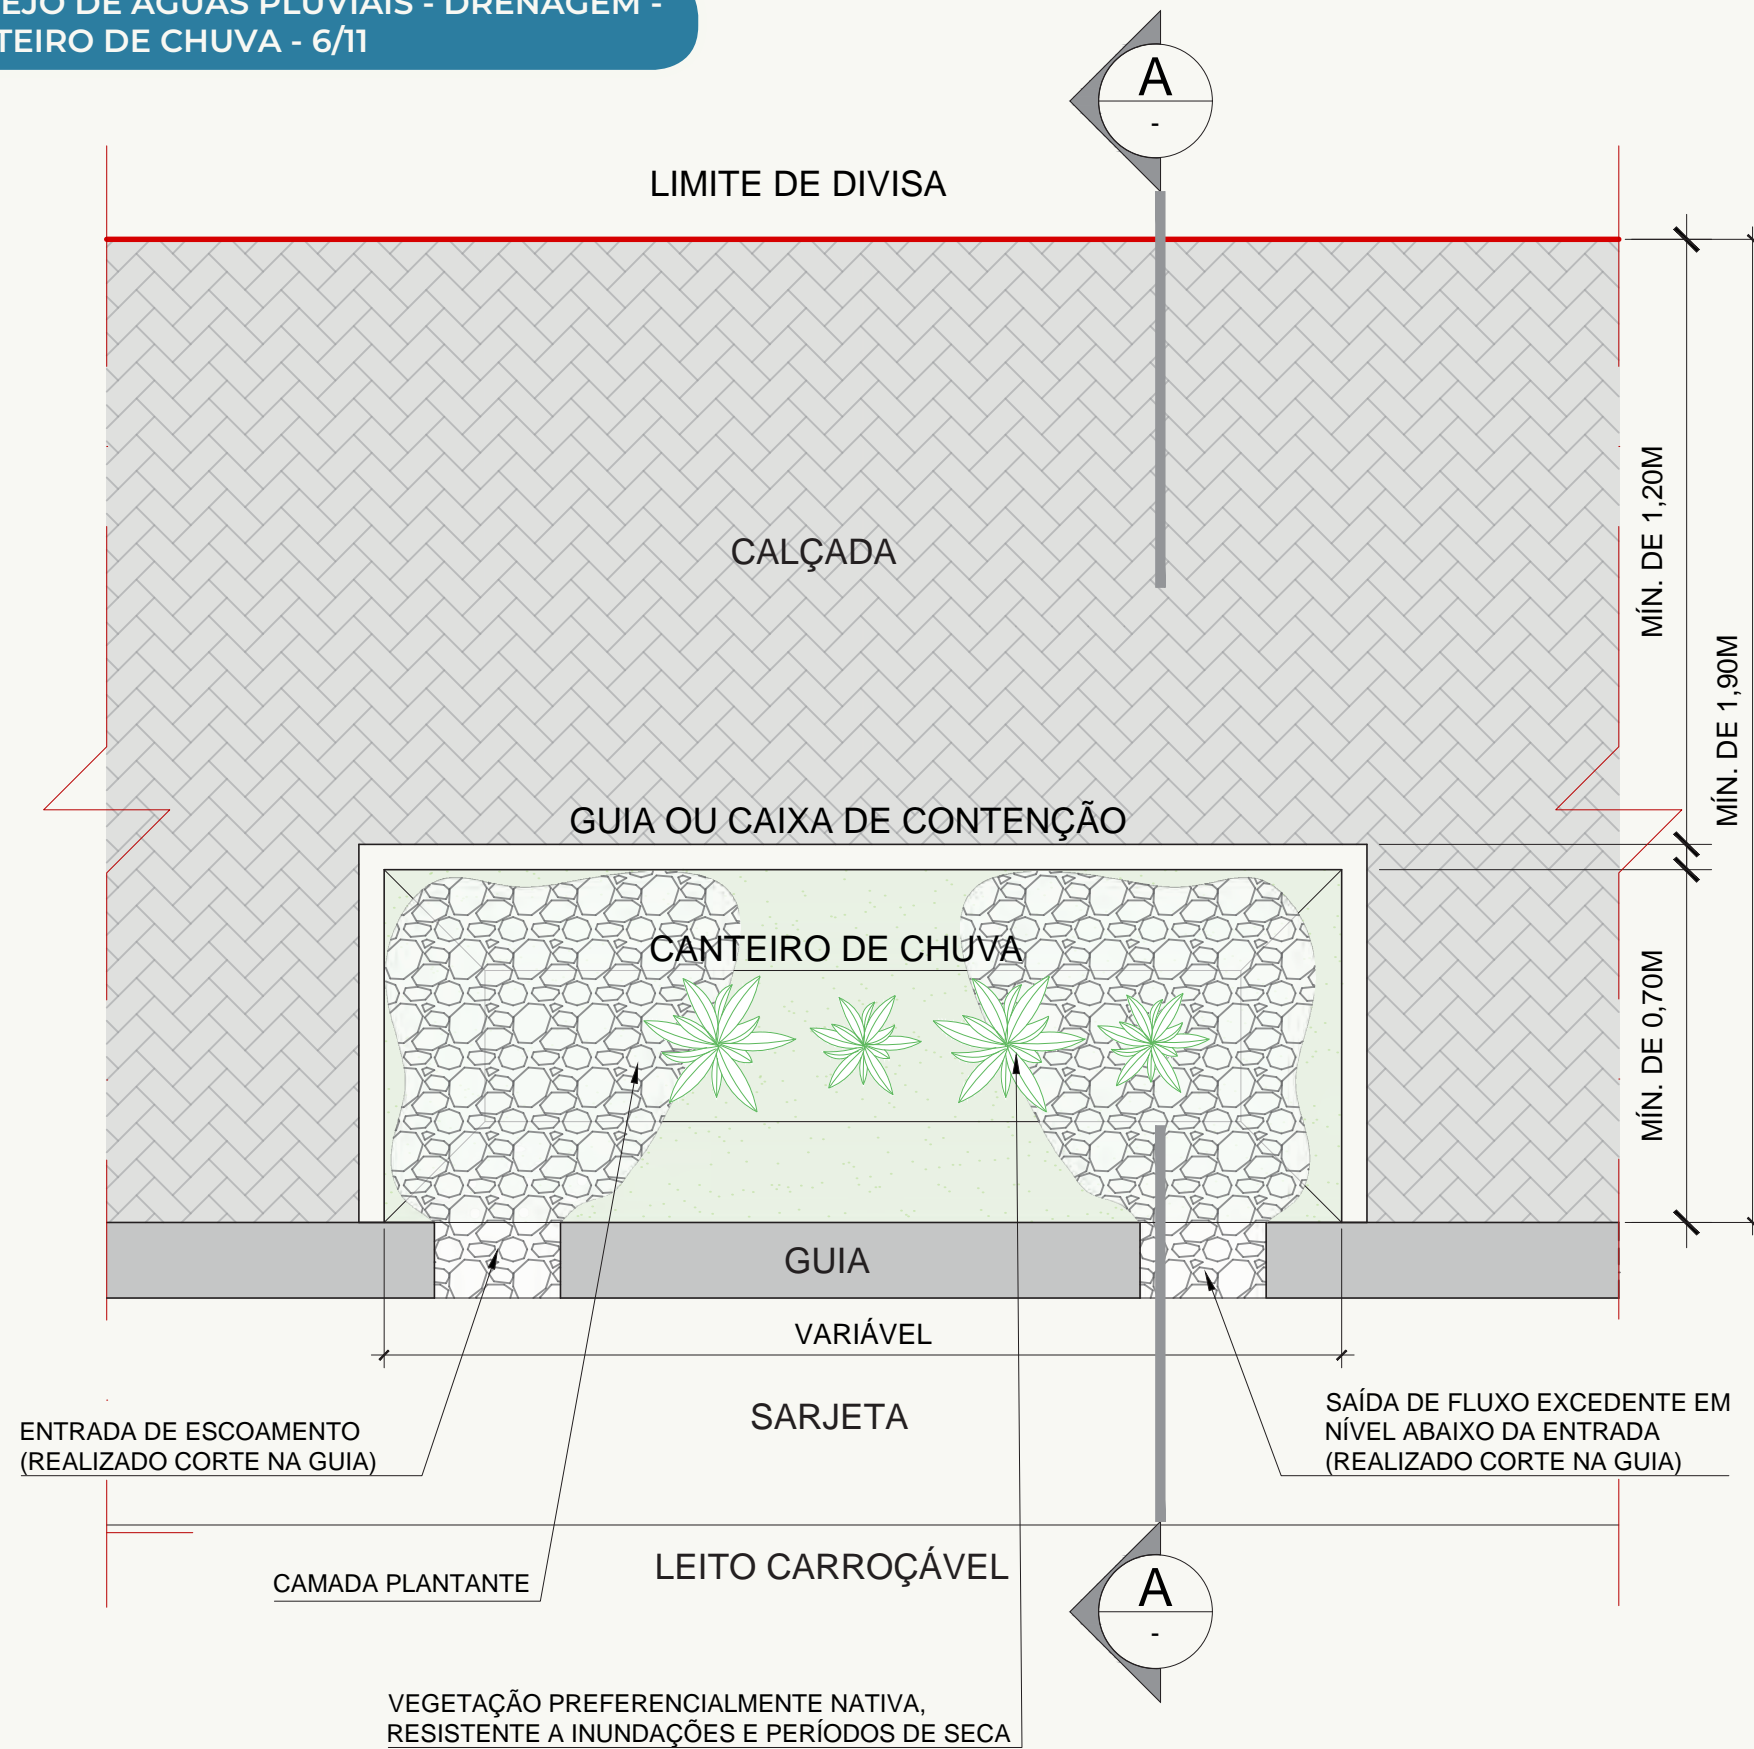 EJO DE ÁGUAS PLUVIAIS - DRENAGEM -
TEIRO DE CHUVA - 6/11
A
-
LIMITE DE DIVISA
CALÇADA
MÍN. DE 1,20M
MÍN. DE 1,90M
GUIA OU CAIXA DE CONTENÇÃO
CANTEIRO DE CHUVA
MÍN. DE 0,70M
GUIA
VARIÁVEL
SARJETA
ENTRADA DE ESCOAMENTO
(REALIZADO CORTE NA GUIA)
SAÍDA DE FLUXO EXCEDENTE EM
NÍVEL ABAIXO DA ENTRADA
(REALIZADO CORTE NA GUIA)
LEITO CARROÇÁVEL
CAMADA PLANTANTE
A
-
VEGETAÇÃO PREFERENCIALMENTE NATIVA,
RESISTENTE A INUNDAÇÕES E PERÍODOS DE SECA